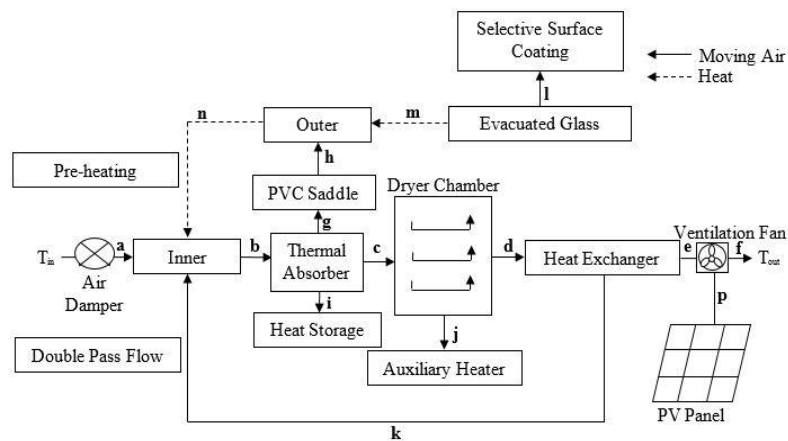 Selective Surface
Coating
Moving Air
Heat
l
n
Outer
m
Evacuated Glass
h
Pre-heating
PVC Saddle
Dryer Chamber
g
Ventilation Fan
T_in
a
Inner
b
Thermal
Absorber
c
d
Heat Exchanger
e
f
T_out
Air
Damper
i
p
Heat Storage
j
Double Pass Flow
Auxiliary Heater
PV Panel
k